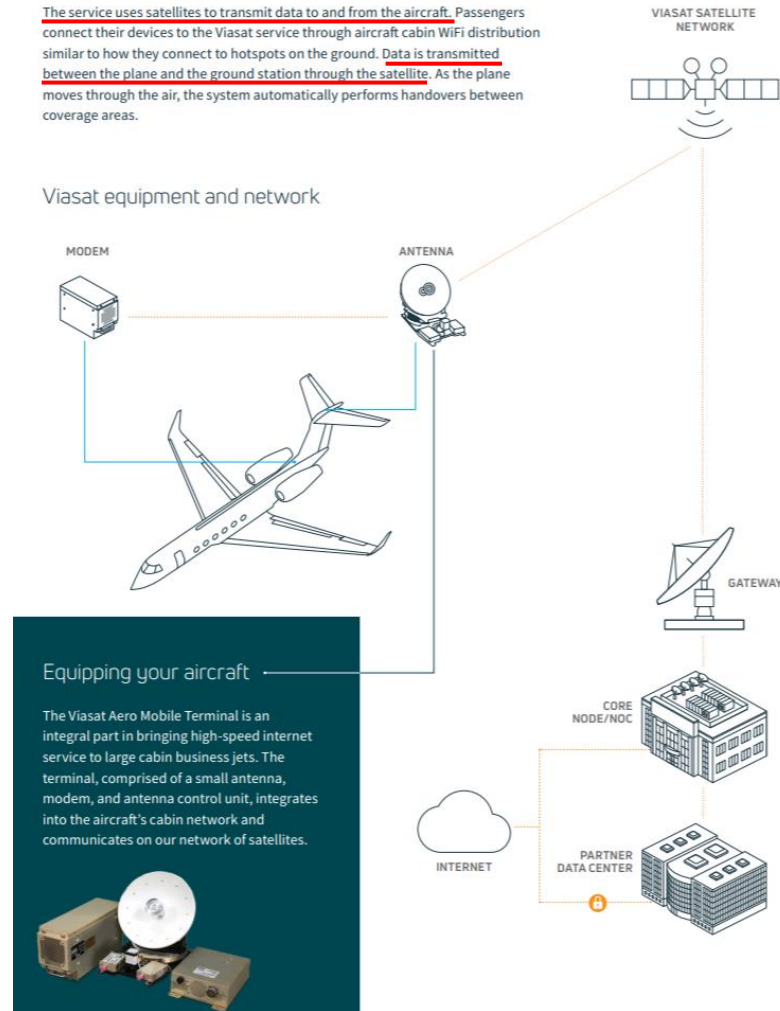 The service uses satellites to transmit data to and from the aircraft. Passengers
connect their devices to the Viasat service through aircraft cabin WiFi distribution
similar to how they connect to hotspots on the ground. Data is transmitted
between the plane and the ground station through the satellite. As the plane
moves through the air, the system automatically performs handovers between
coverage areas.
VIASAT SATELLITE
NETWORK
Viasat equipment and network
MODEM
ANTENNA
GATEWAY
Equipping your aircraft
The Viasat Aero Mobile Terminal is an
integral part in bringing high-speed internet
service to large cabin business jets. The
terminal, comprised of a small antenna,
modem, and antenna control unit, integrates
into the aircraft's cabin network and
communicates on our network of satellites.
CORE
NODE/NOC
INTERNET
PARTNER
DATA CENTER